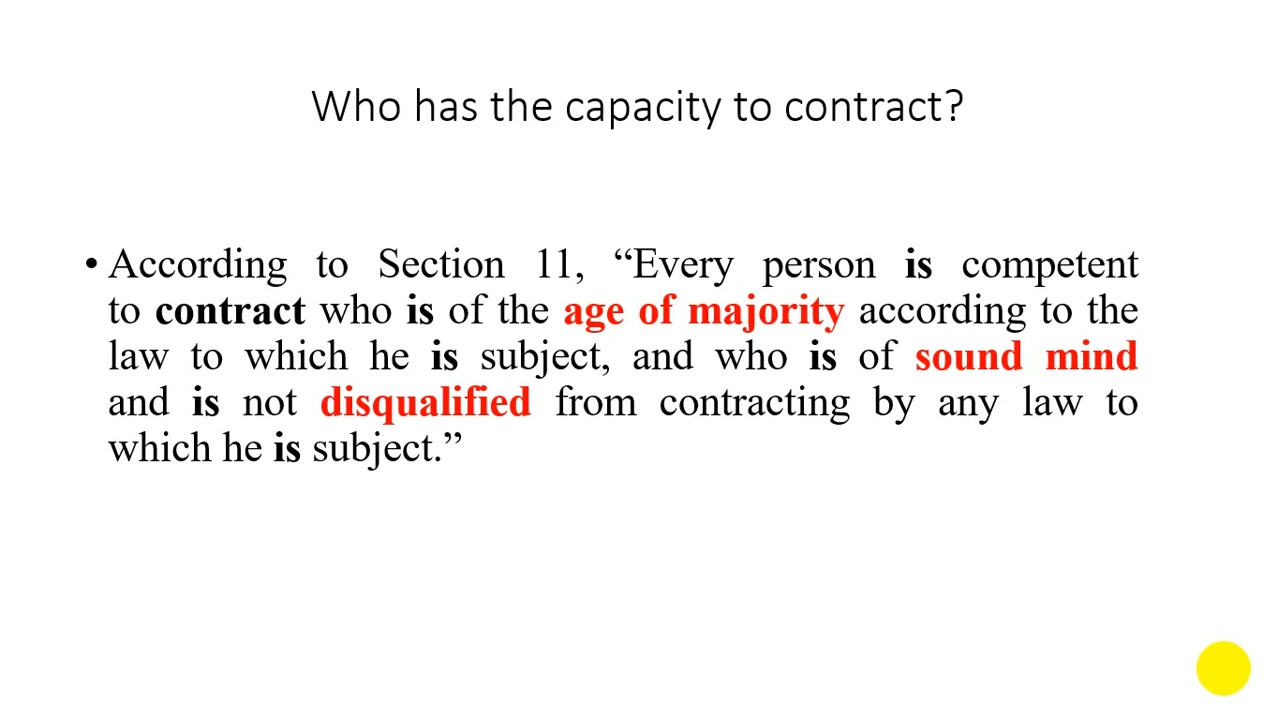 Who has the capacity to contract?
• According to Section 11, “Every person is competent
to contract who is of the age of majority according to the
law to which he is subject, and who is of sound mind
and is not disqualified from contracting by any law to
which he is subject.”